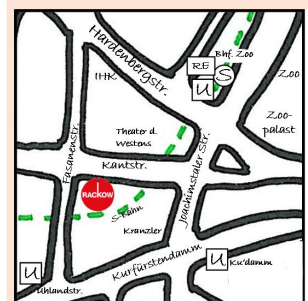 Hardenbergstr.
Bhf. Zoo
RE
S
IHK
U
Zoo
Zoo-
palast
Theater d.
Westens
Fasanenstr.
Kantstr.
Joachimstaler Str.
RACKOW
S-Bahn
Kranzler
Kurfürstendamm
U
Ku'damm
U
Uhlandstr.